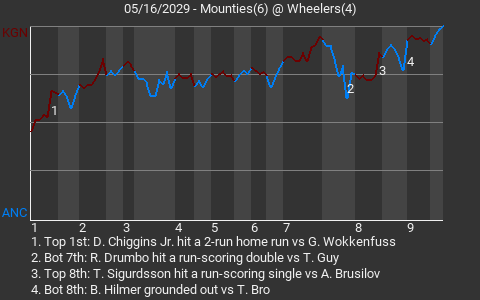 05/16/2029 - Mounties(6) @ Wheelers(4)
KGN
1
2
3
4
ANC
1 2 3 4 5 6 7 8 9
1. Top 1st: D. Chiggins Jr. hit a 2-run home run vs G. Wokkenfuss
2. Bot 7th: R. Drumbo hit a run-scoring double vs T. Guy
3. Top 8th: T. Sigurdsson hit a run-scoring single vs A. Brusilov
4. Bot 8th: B. Hilmer grounded out vs T. Bro